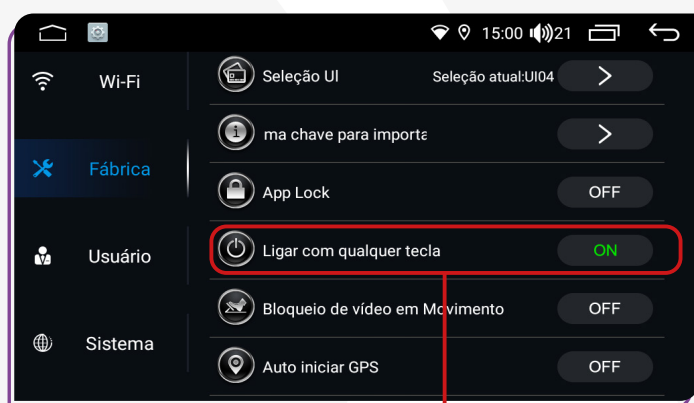 15:00 21
Wi-Fi
Seleção UI Seleção atual:UI04
ma chave para importa
Fábrica
App Lock OFF
Usuário
Ligar com qualquer tecla ON
Bloqueio de vídeo em Movimento OFF
Sistema
Auto iniciar GPS OFF